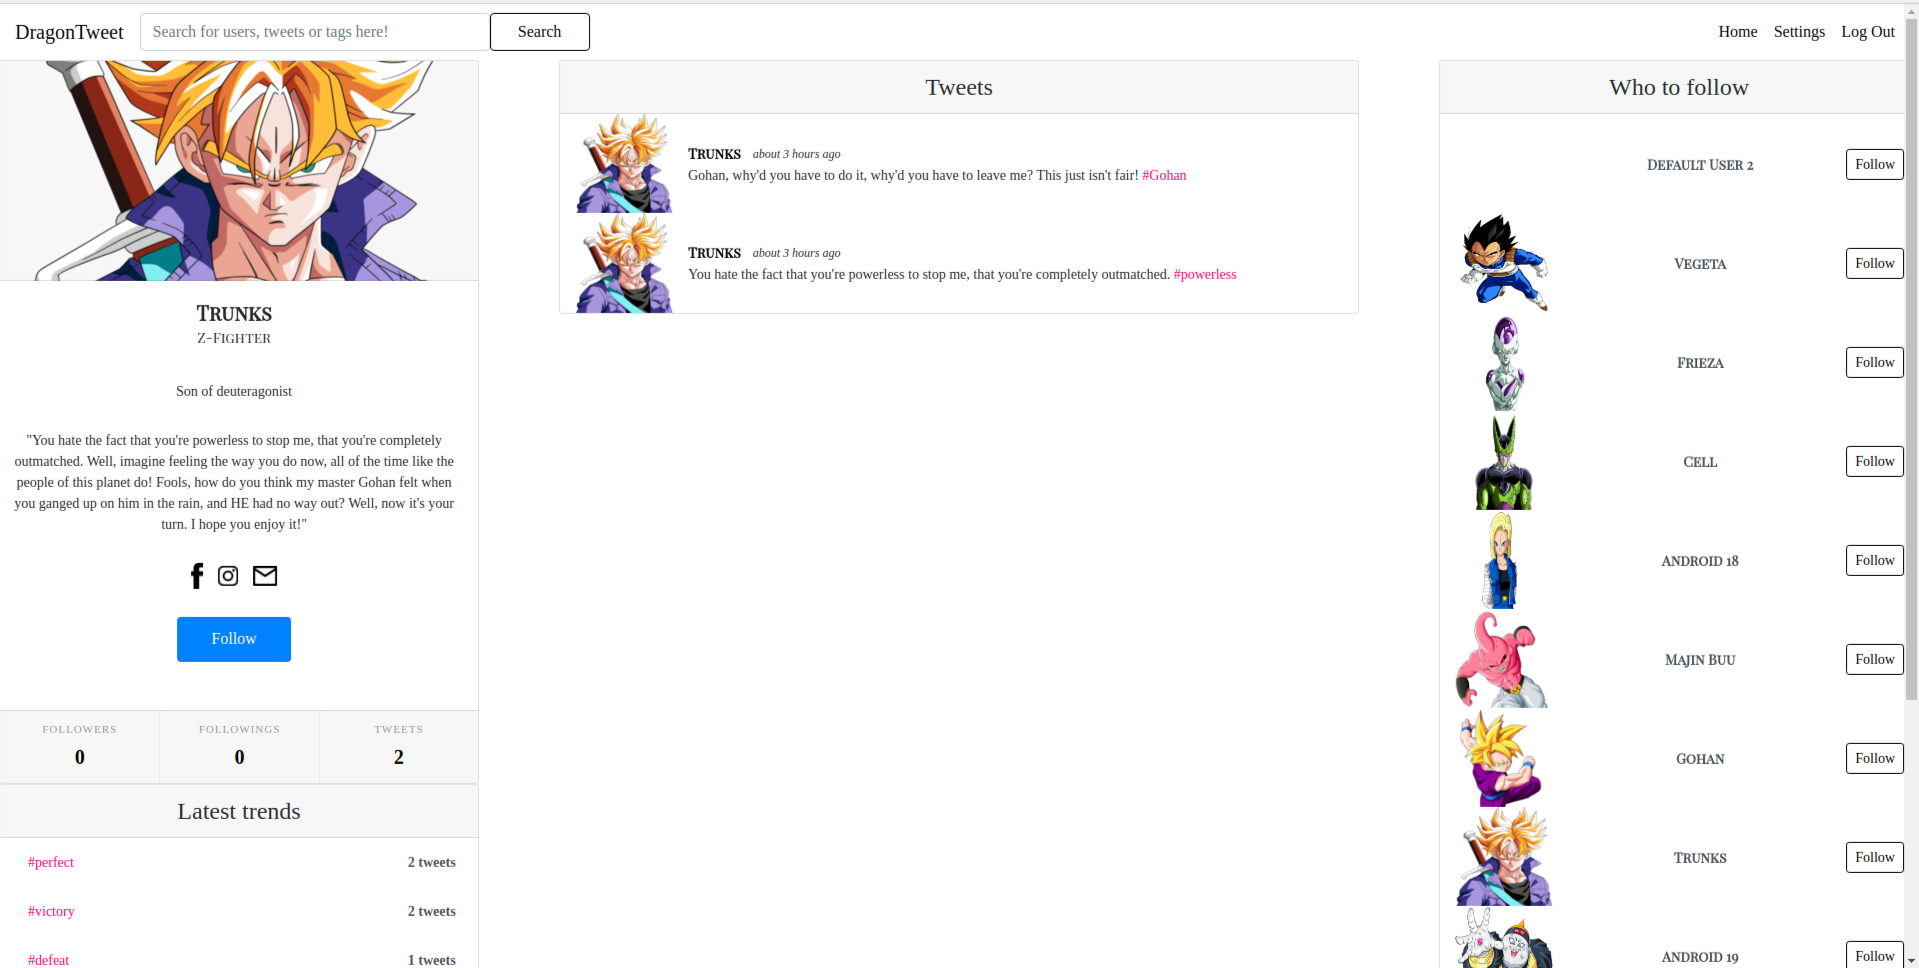 DragonTweet
Search for users, tweets or tags here!
Search
Home
Settings
Log Out
Trunks
Z-Fighter
Son of deuteragonist
"You hate the fact that you're powerless to stop me, that you're completely
outmatched. Well, imagine feeling the way you do now, all of the time like the
people of this planet do! Fools, how do you think my master Gohan felt when
you ganged up on him in the rain, and HE had no way out? Well, now it's your
turn. I hope you enjoy it!"
Follow
FOLLOWERS
0
FOLLOWINGS
0
TWEETS
2
Latest trends
#perfect 2 tweets
#victory 2 tweets
#defeat 1 tweets
Tweets
Trunks about 3 hours ago
Gohan, why'd you have to do it, why'd you have to leave me? This just isn't fair! #Gohan
Trunks about 3 hours ago
You hate the fact that you're powerless to stop me, that you're completely outmatched. #powerless
Who to follow
Default User 2 Follow
Vegeta Follow
Frieza Follow
Cell Follow
Android 18 Follow
Majin Buu Follow
Gohan Follow
Trunks Follow
Android 19 Follow